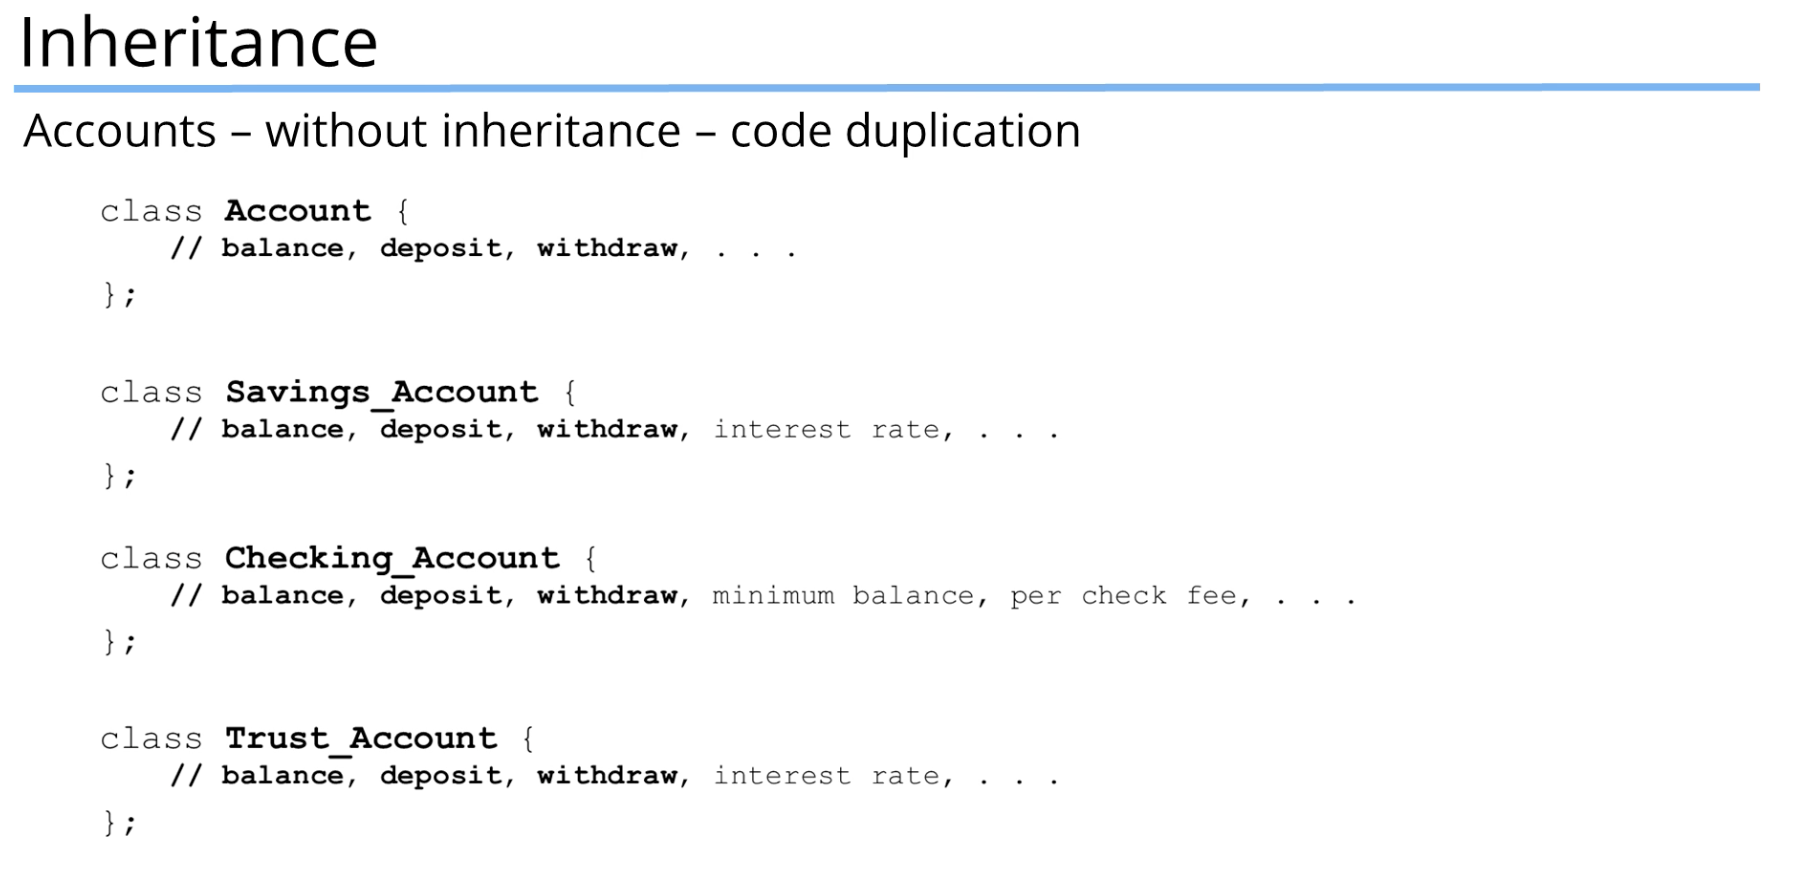 Inheritance
Accounts – without inheritance – code duplication
class Account {
// balance, deposit, withdraw, . . .
};
class Savings_Account {
// balance, deposit, withdraw, interest rate, . . .
};
class Checking_Account {
// balance, deposit, withdraw, minimum balance, per check fee, . . .
};
class Trust_Account {
// balance, deposit, withdraw, interest rate, . . .
};